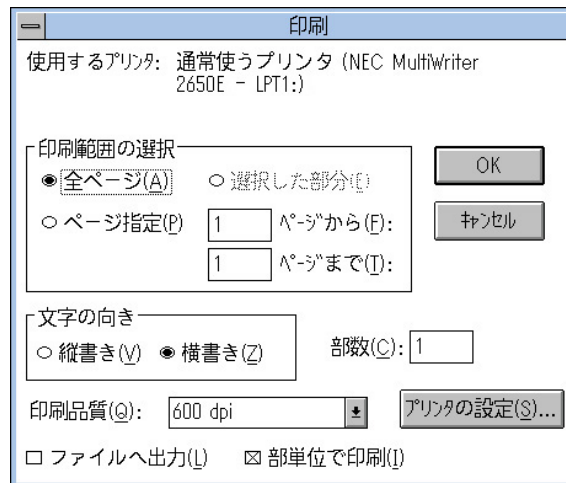 印刷
使用するﾌﾟﾘﾝﾀ: 通常使うプリンタ (NEC MultiWriter
2650E - LPT1:)
印刷範囲の選択
全ページ(A)
選択した部分(E)
ページ指定(P)
1 ﾍﾟｰｼﾞから(F):
1 ﾍﾟｰｼﾞまで(T):
OK
ｷｬﾝｾﾙ
文字の向き
縦書き(V) 横書き(Z)
部数(C): 1
印刷品質(Q): 600 dpi
ﾌﾟﾘﾝﾀの設定(S)...
ファイルへ出力(L) 部単位で印刷(I)